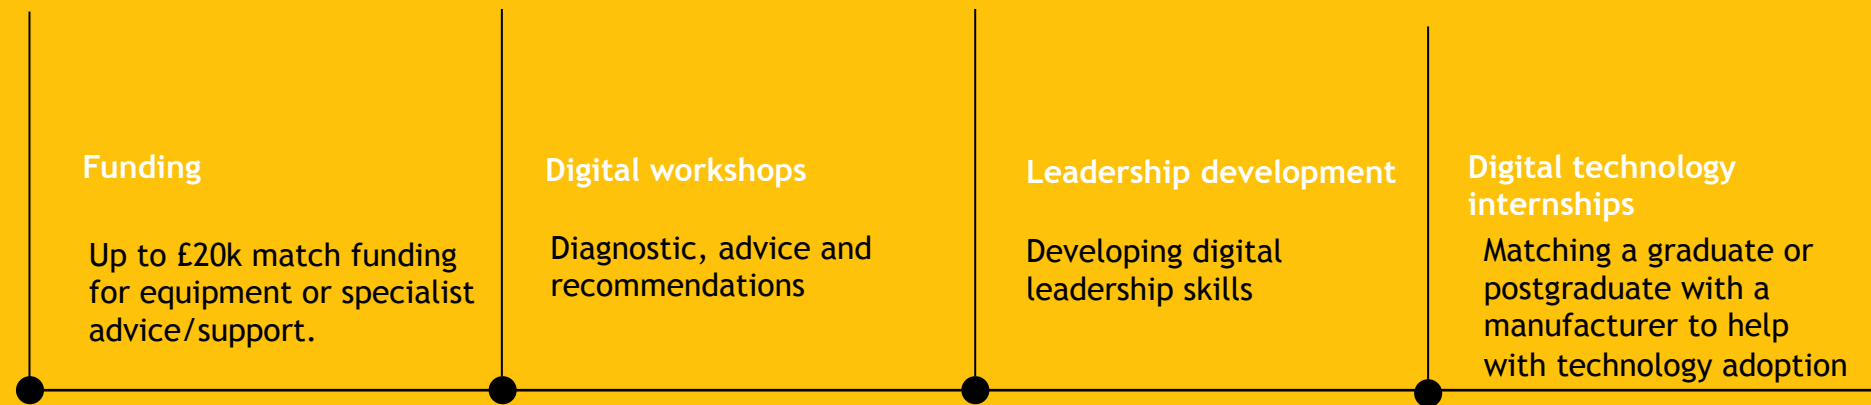 Funding
Up to £20k match funding
for equipment or specialist
advice/support.
Digital workshops
Diagnostic, advice and
recommendations
Leadership development
Developing digital
leadership skills
Digital technology
internships
Matching a graduate or
postgraduate with a
manufacturer to help
with technology adoption